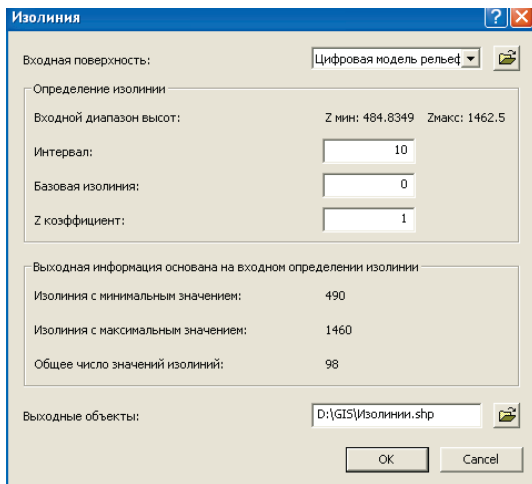 Изолиния
Входная поверхность: Цифровая модель рельеф
Определение изолинии
Входной диапазон высот: Z мин: 484.8349 Zмакс: 1462.5
Интервал: 10
Базовая изолиния: 0
Z коэффициент: 1
Выходная информация основана на входном определении изолинии
Изолиния с минимальным значением: 490
Изолиния с максимальным значением: 1460
Общее число значений изолиний: 98
Выходные объекты: D:\GIS\Изолинии.shp
OK Cancel